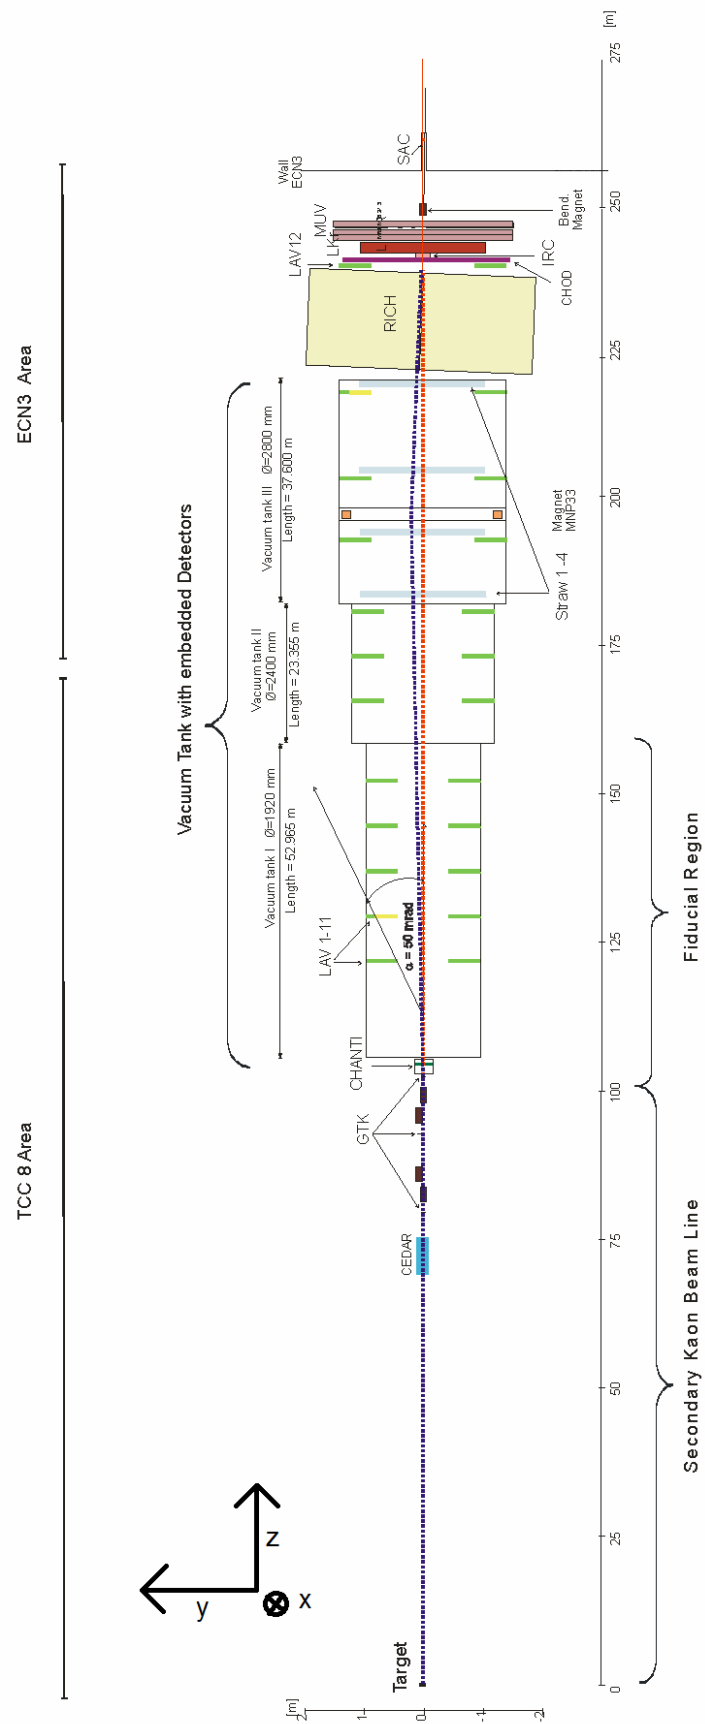 ECN3 Area
TCC 8 Area
Vacuum Tank with embedded Detectors
Vacuum tank I Ø=1920 mm
Length = 52.965 m
Vacuum tank II
Ø=2400 mm
Length = 23.355 m
Vacuum tank III Ø=2800 mm
Length = 37.600 m
LAV 1-11
α = 50 mrad
CHANTI
GTK
CEDAR
Target
RICH
LAV12
MUV
Wall
ECN3
SAC
Bend.
Magnet
IRC
CHOD
Magnet
MNP33
Straw 1 -4
Fiducial Region
Secondary Kaon Beam Line
y
z
x
[m]
2
1
0
-1
-2
0
25
50
75
100
125
150
175
200
225
250
275
[m]